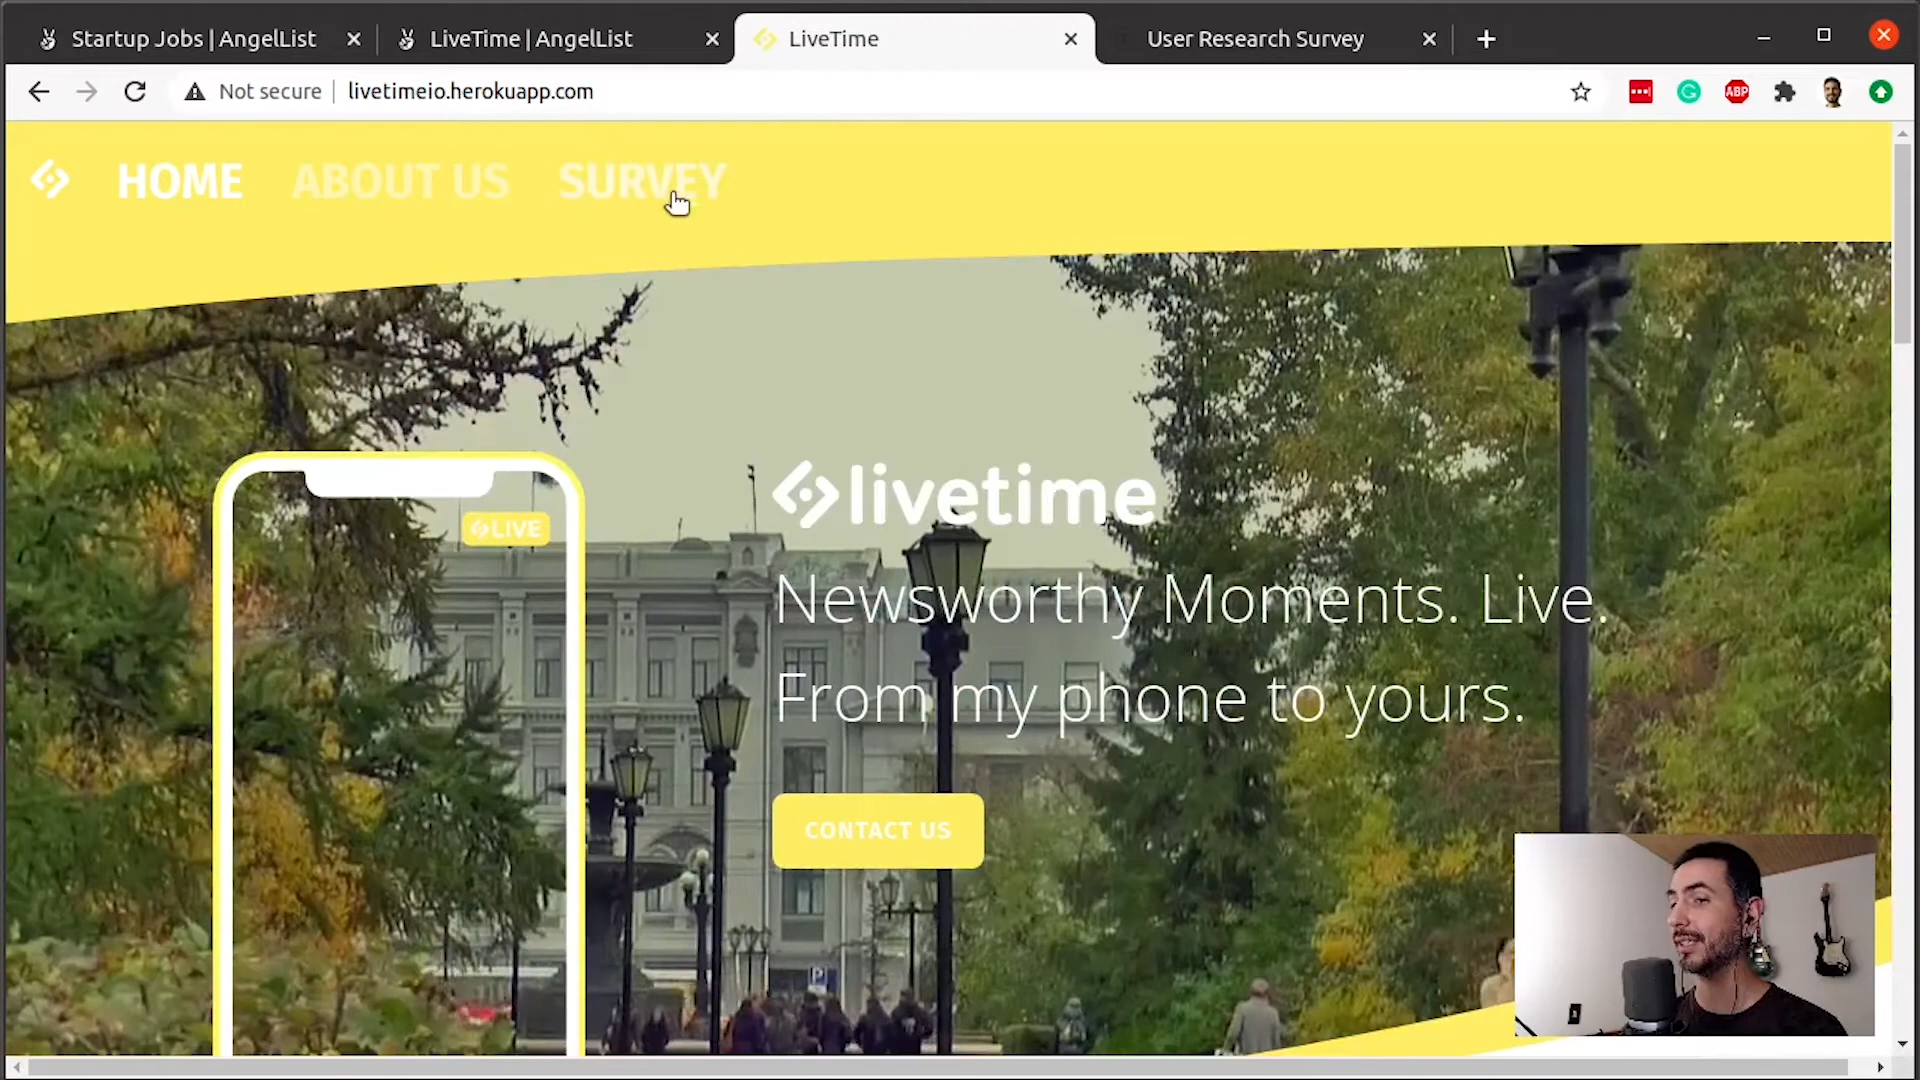 Startup Jobs | AngelList
LiveTime | AngelList
LiveTime
User Research Survey
Not secure
livetimeio.herokuapp.com
ABP
HOME
ABOUT US
SURVEY
LIVE
livetime
Newsworthy Moments. Live.
From my phone to yours.
CONTACT US
P